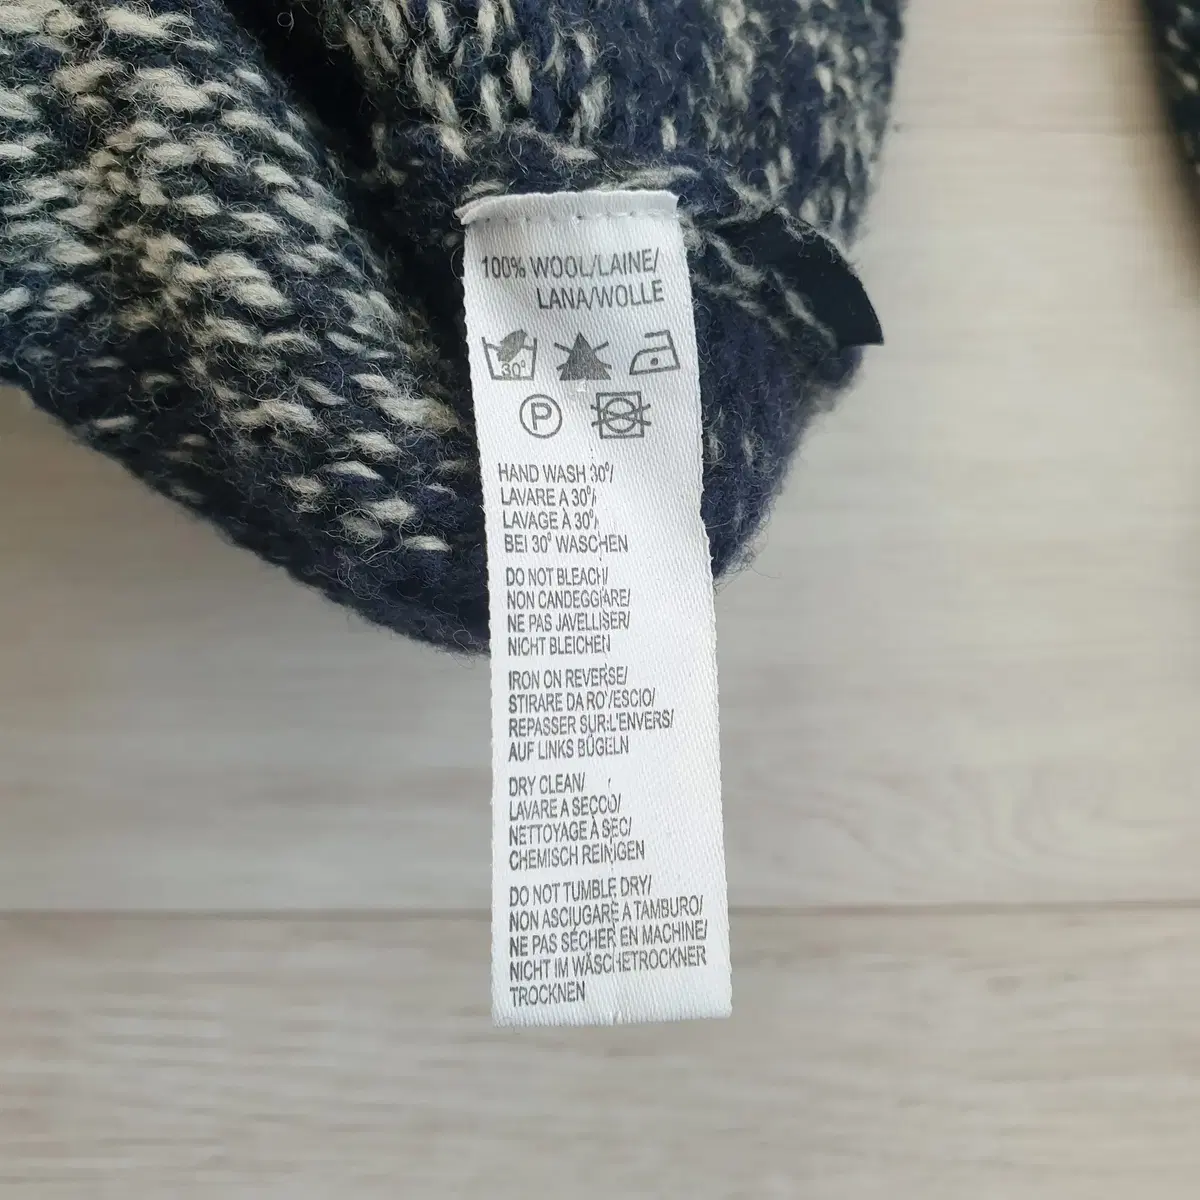 100% WOOL/LAINE/
LANA/WOLLE
30°
P
HAND WASH 30°/
LAVARE A 30°/
LAVAGE À 30°/
BEI 30° WASCHEN
DO NOT BLEACH/
NON CANDEGGIARE/
NE PAS JAVELLISER/
NICHT BLEICHEN
IRON ON REVERSE/
STIRARE DA ROVESCIO/
REPASSER SUR L'ENVERS/
AUF LINKS BÜGELN
DRY CLEAN/
LAVARE A SECCO/
NETTOYAGE À SEC/
CHEMISCH REINIGEN
DO NOT TUMBLE DRY/
NON ASCIUGARE A TAMBURO/
NE PAS SÉCHER EN MACHINE/
NICHT IM WÄSCHETROCKNER
TROCKNEN